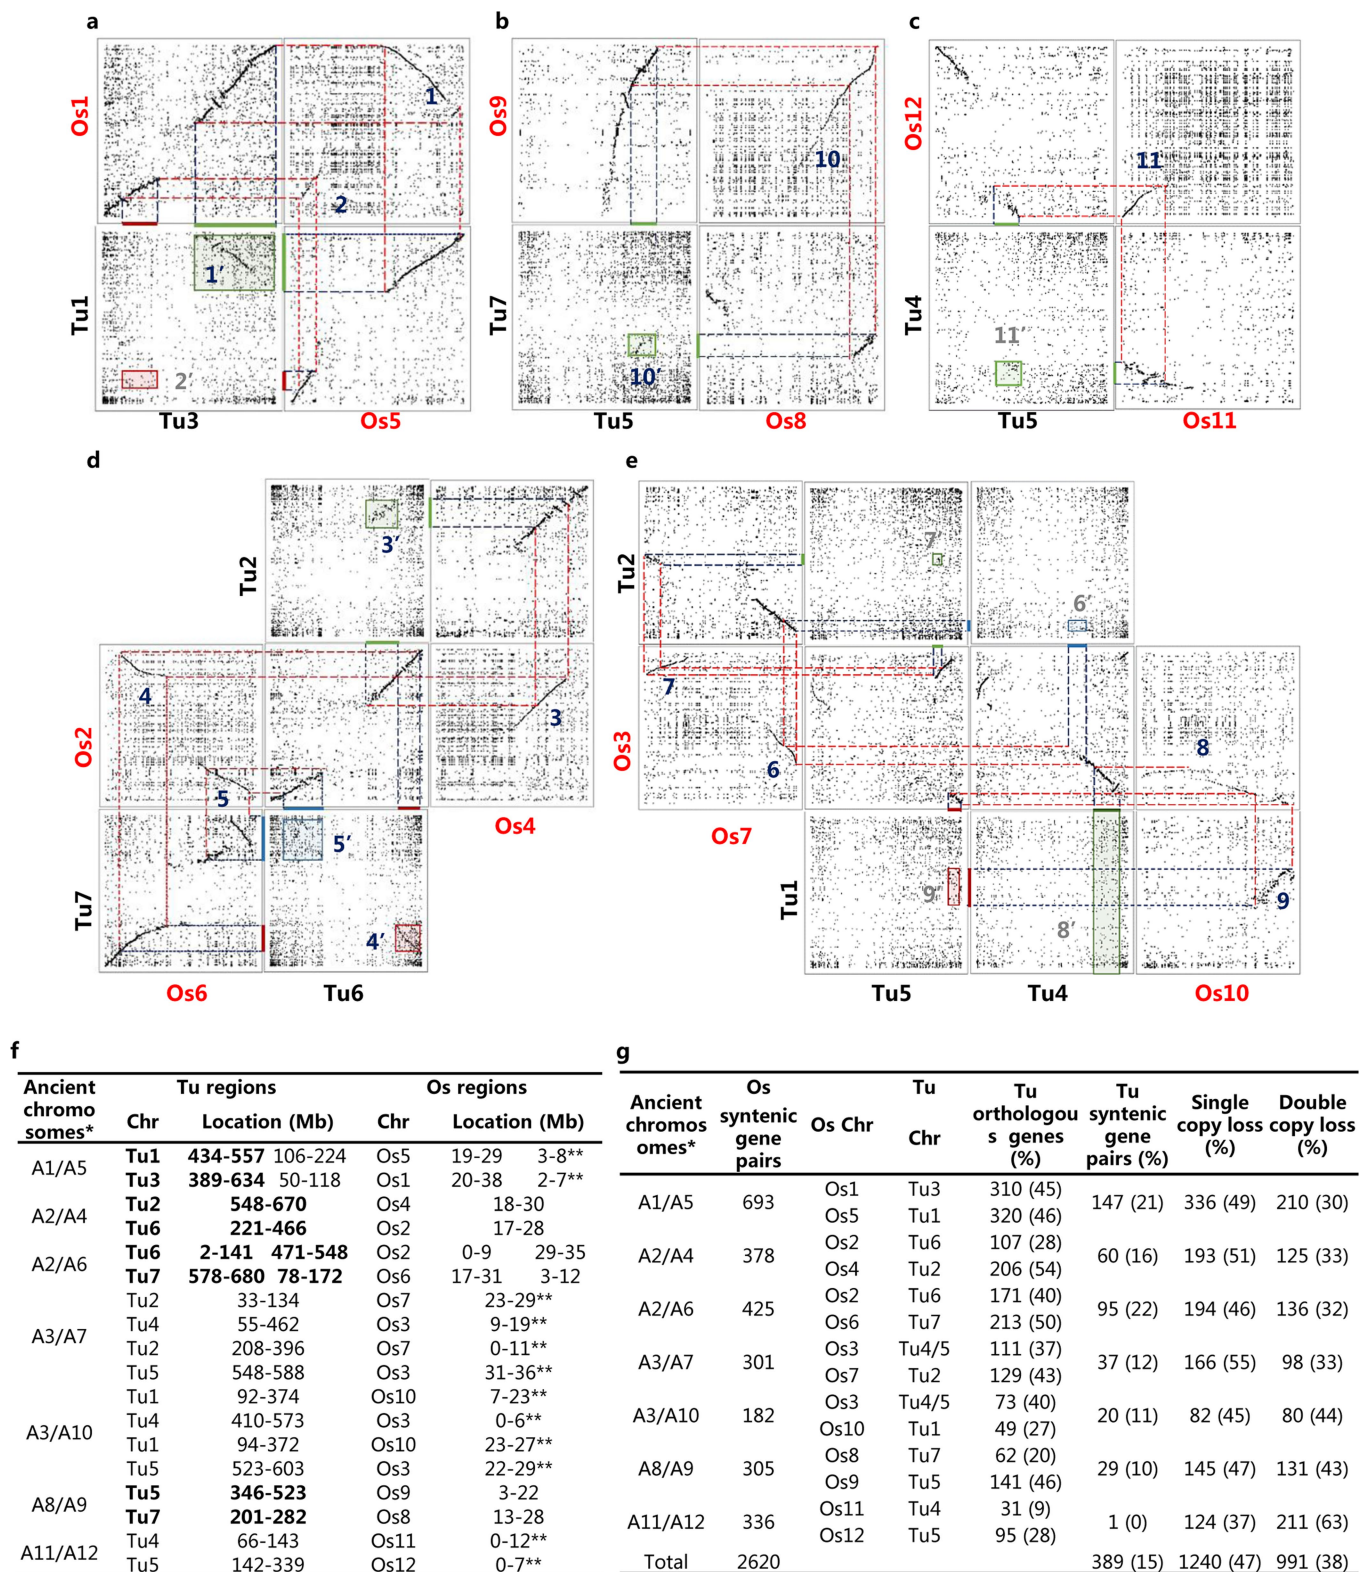 a
b
c
Os1
Os9
Os12
1
2
10
11
Tu1
Tu7
Tu4
1′
2′
10′
11′
Tu3
Os5
Tu5
Os8
Tu5
Os11
d
e
Tu2
3′
Tu2
7′
6′
Os2
4
3
5
Os3
7
6
8
Os4
Os7
Tu7
5′
4′
Tu1
9′
8′
9
Os6
Tu6
Tu5
Tu4
Os10
f
Ancient chromo somes*
Tu regions
Os regions
Chr Location (Mb) Chr Location (Mb)
A1/A5
Tu1 434-557 106-224 Os5 19-29 3-8**
Tu3 389-634 50-118 Os1 20-38 2-7**
A2/A4
Tu2 548-670 Os4 18-30
Tu6 221-466 Os2 17-28
A2/A6
Tu6 2-141 471-548 Os2 0-9 29-35
Tu7 578-680 78-172 Os6 17-31 3-12
A3/A7
Tu2 33-134 Os7 23-29**
Tu4 55-462 Os3 9-19**
Tu2 208-396 Os7 0-11**
Tu5 548-588 Os3 31-36**
A3/A10
Tu1 92-374 Os10 7-23**
Tu4 410-573 Os3 0-6**
Tu1 94-372 Os10 23-27**
Tu5 523-603 Os3 22-29**
A8/A9
Tu5 346-523 Os9 3-22
Tu7 201-282 Os8 13-28
A11/A12
Tu4 66-143 Os11 0-12**
Tu5 142-339 Os12 0-7**
g
Ancient chromos omes*
Os syntenic gene pairs
Os Chr
Tu Chr
Tu orthologou s genes (%)
Tu syntenic gene pairs (%)
Single copy loss (%)
Double copy loss (%)
A1/A5 693 147 (21) 336 (49) 210 (30)
Os1 Tu3 310 (45)
Os5 Tu1 320 (46)
A2/A4 378 60 (16) 193 (51) 125 (33)
Os2 Tu6 107 (28)
Os4 Tu2 206 (54)
A2/A6 425 95 (22) 194 (46) 136 (32)
Os2 Tu6 171 (40)
Os6 Tu7 213 (50)
A3/A7 301 37 (12) 166 (55) 98 (33)
Os3 Tu4/5 111 (37)
Os7 Tu2 129 (43)
A3/A10 182 20 (11) 82 (45) 80 (44)
Os3 Tu4/5 73 (40)
Os10 Tu1 49 (27)
A8/A9 305 29 (10) 145 (47) 131 (43)
Os8 Tu7 62 (20)
Os9 Tu5 141 (46)
A11/A12 336 1 (0) 124 (37) 211 (63)
Os11 Tu4 31 (9)
Os12 Tu5 95 (28)
Total 2620 389 (15) 1240 (47) 991 (38)